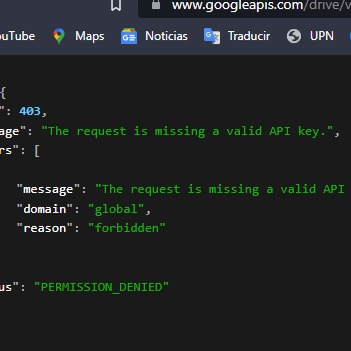 www.googleapis.com/drive/v
ouTube Maps Noticias Traducir UPN
{
": 403,
age": "The request is missing a valid API key.",
rs": [
"message": "The request is missing a valid API
"domain": "global",
"reason": "forbidden"
us": "PERMISSION_DENIED"